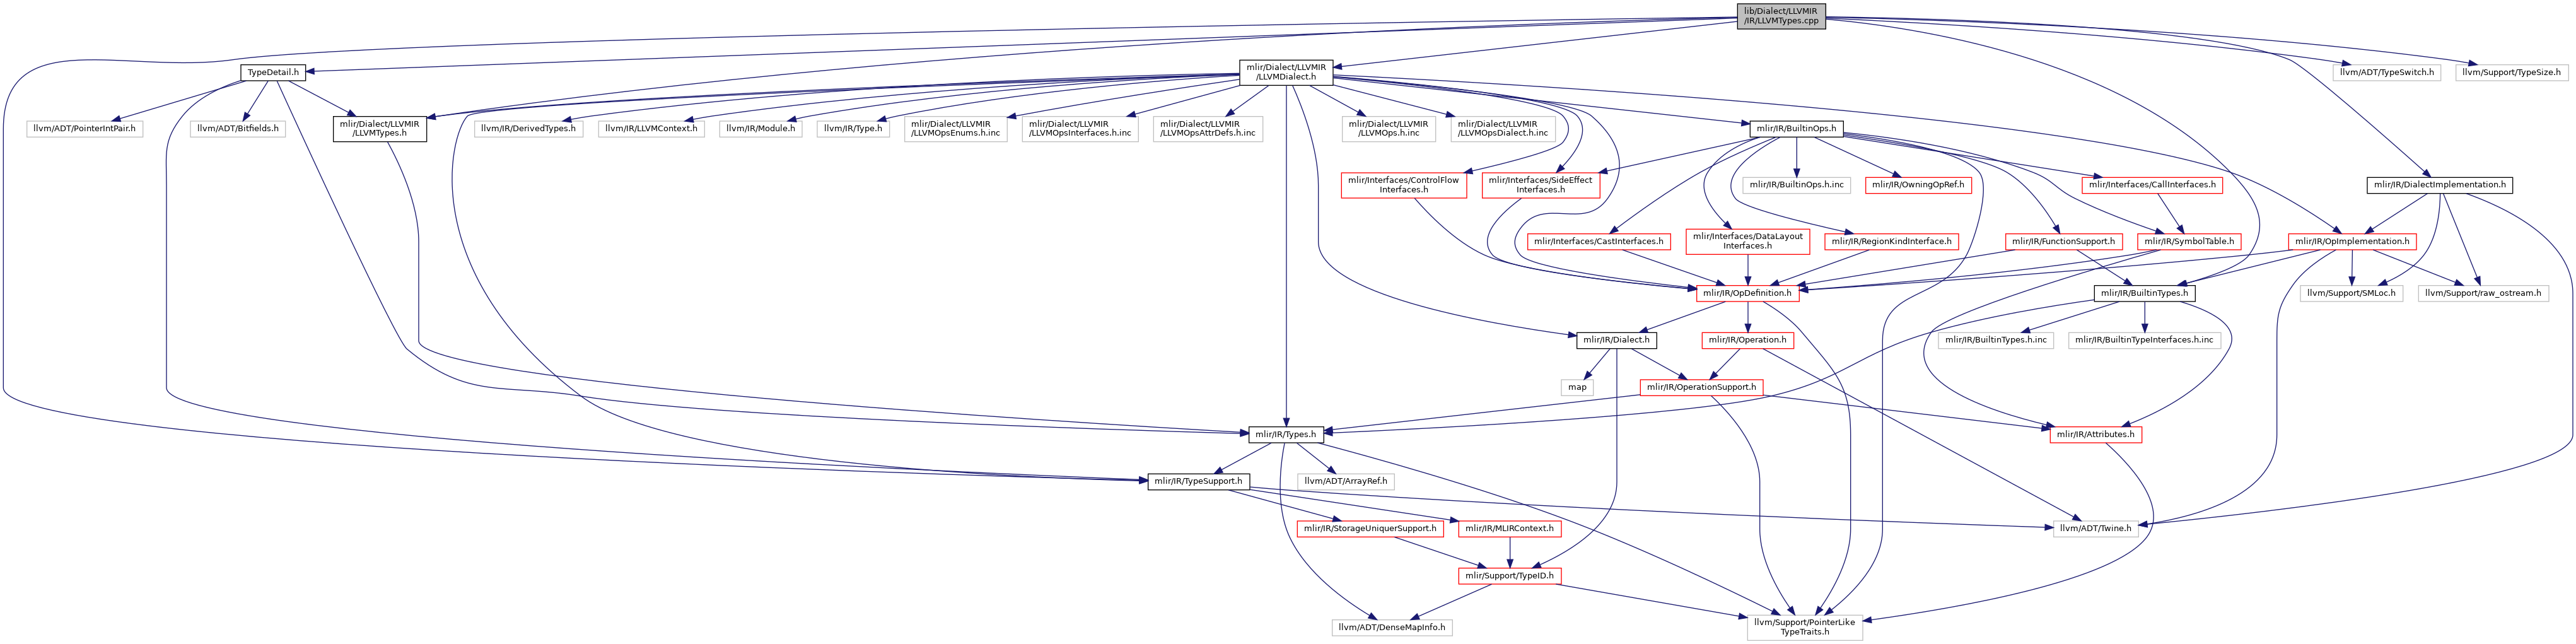 lib/Dialect/LLVMIR
/IR/LLVMTypes.cpp
TypeDetail.h
mlir/Dialect/LLVMIR
/LLVMDialect.h
llvm/ADT/TypeSwitch.h
llvm/Support/TypeSize.h
llvm/ADT/PointerIntPair.h
llvm/ADT/Bitfields.h
mlir/Dialect/LLVMIR
/LLVMTypes.h
llvm/IR/DerivedTypes.h
llvm/IR/LLVMContext.h
llvm/IR/Module.h
llvm/IR/Type.h
mlir/Dialect/LLVMIR
/LLVMOpsEnums.h.inc
mlir/Dialect/LLVMIR
/LLVMOpsInterfaces.h.inc
mlir/Dialect/LLVMIR
/LLVMOpsAttrDefs.h.inc
mlir/Dialect/LLVMIR
/LLVMOps.h.inc
mlir/Dialect/LLVMIR
/LLVMOpsDialect.h.inc
mlir/IR/BuiltinOps.h
mlir/Interfaces/ControlFlow
Interfaces.h
mlir/Interfaces/SideEffect
Interfaces.h
mlir/IR/BuiltinOps.h.inc
mlir/IR/OwningOpRef.h
mlir/Interfaces/CallInterfaces.h
mlir/IR/DialectImplementation.h
mlir/Interfaces/CastInterfaces.h
mlir/Interfaces/DataLayout
Interfaces.h
mlir/IR/RegionKindInterface.h
mlir/IR/FunctionSupport.h
mlir/IR/SymbolTable.h
mlir/IR/OpImplementation.h
mlir/IR/OpDefinition.h
mlir/IR/BuiltinTypes.h
llvm/Support/SMLoc.h
llvm/Support/raw_ostream.h
mlir/IR/Dialect.h
mlir/IR/Operation.h
mlir/IR/BuiltinTypes.h.inc
mlir/IR/BuiltinTypeInterfaces.h.inc
map
mlir/IR/OperationSupport.h
mlir/IR/Types.h
mlir/IR/Attributes.h
mlir/IR/TypeSupport.h
llvm/ADT/ArrayRef.h
mlir/IR/StorageUniquerSupport.h
mlir/IR/MLIRContext.h
llvm/ADT/Twine.h
mlir/Support/TypeID.h
llvm/ADT/DenseMapInfo.h
llvm/Support/PointerLike
TypeTraits.h